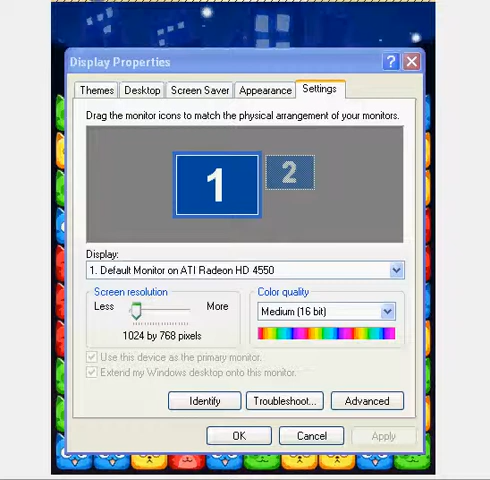 Display Properties
Themes Desktop Screen Saver Appearance Settings
Drag the monitor icons to match the physical arrangement of your monitors.
1 2
Display:
1. Default Monitor on ATI Radeon HD 4550
Screen resolution
Less More
1024 by 768 pixels
Color quality
Medium (16 bit)
Use this device as the primary monitor.
Extend my Windows desktop onto this monitor.
Identify Troubleshoot... Advanced
OK Cancel Apply